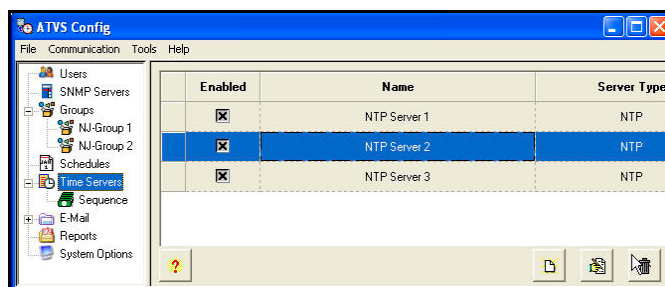 ATVS Config
File Communication Tools Help
Users
SNMP Servers
Groups
NJ-Group 1
NJ-Group 2
Schedules
Time Servers
Sequence
E-Mail
Reports
System Options
Enabled Name Server Type
NTP Server 1 NTP
NTP Server 2 NTP
NTP Server 3 NTP
?